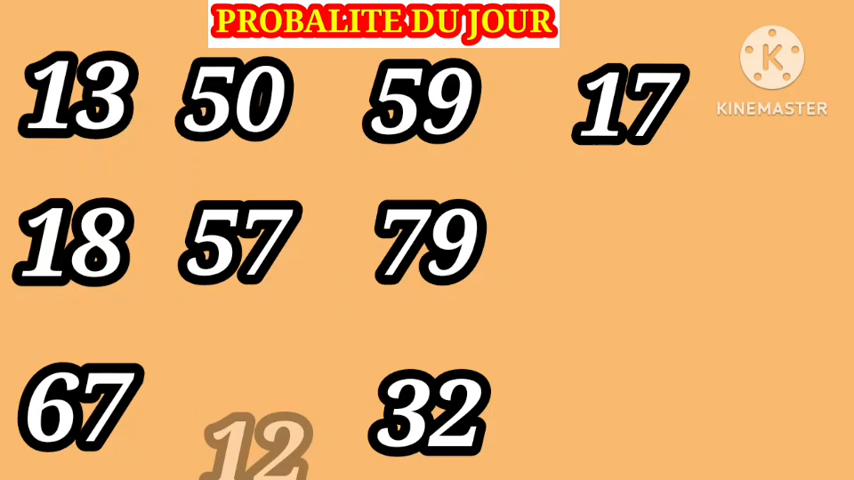 PROBALITE DU JOUR
13 50 59 17
KINEMASTER
18 57 79
67 12 32